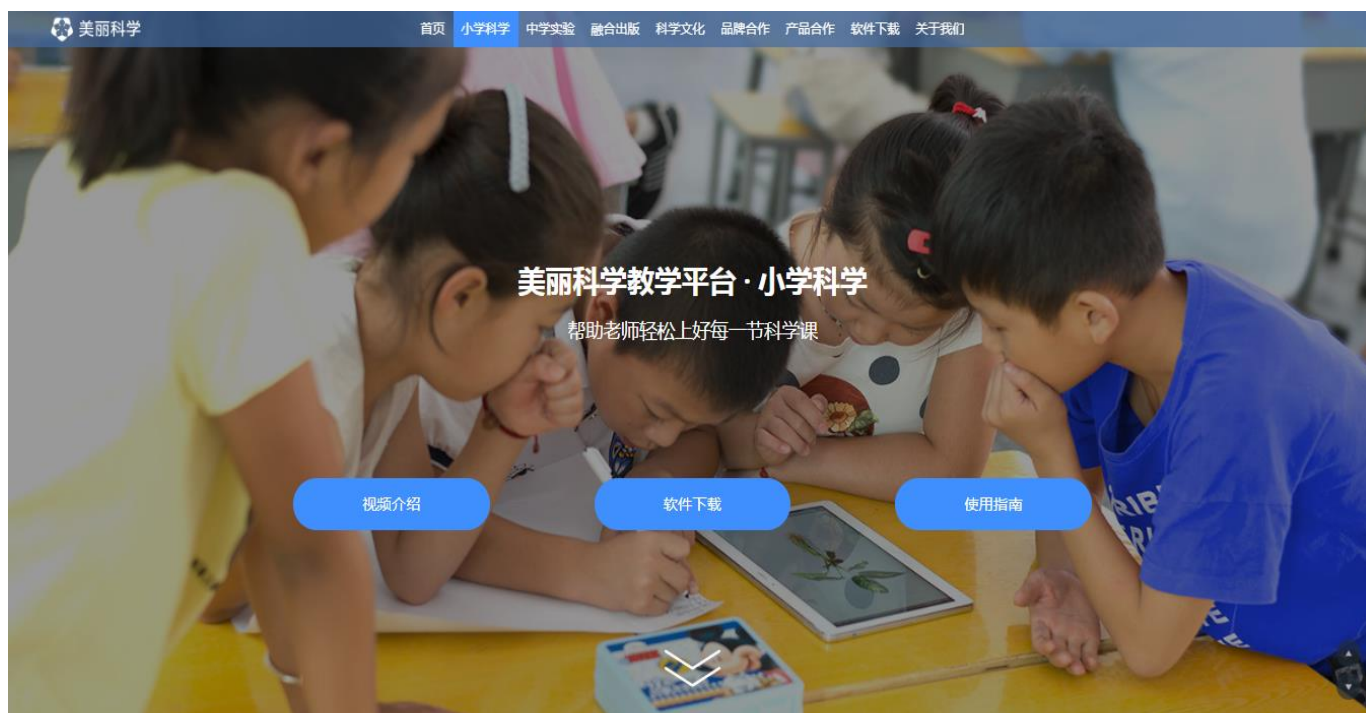 美丽科学
首页 小学科学 中学实验 融合出版 科学文化 品牌合作 产品合作 软件下载 关于我们
美丽科学教学平台·小学科学
帮助老师轻松上好每一节科学课
视频介绍 软件下载 使用指南